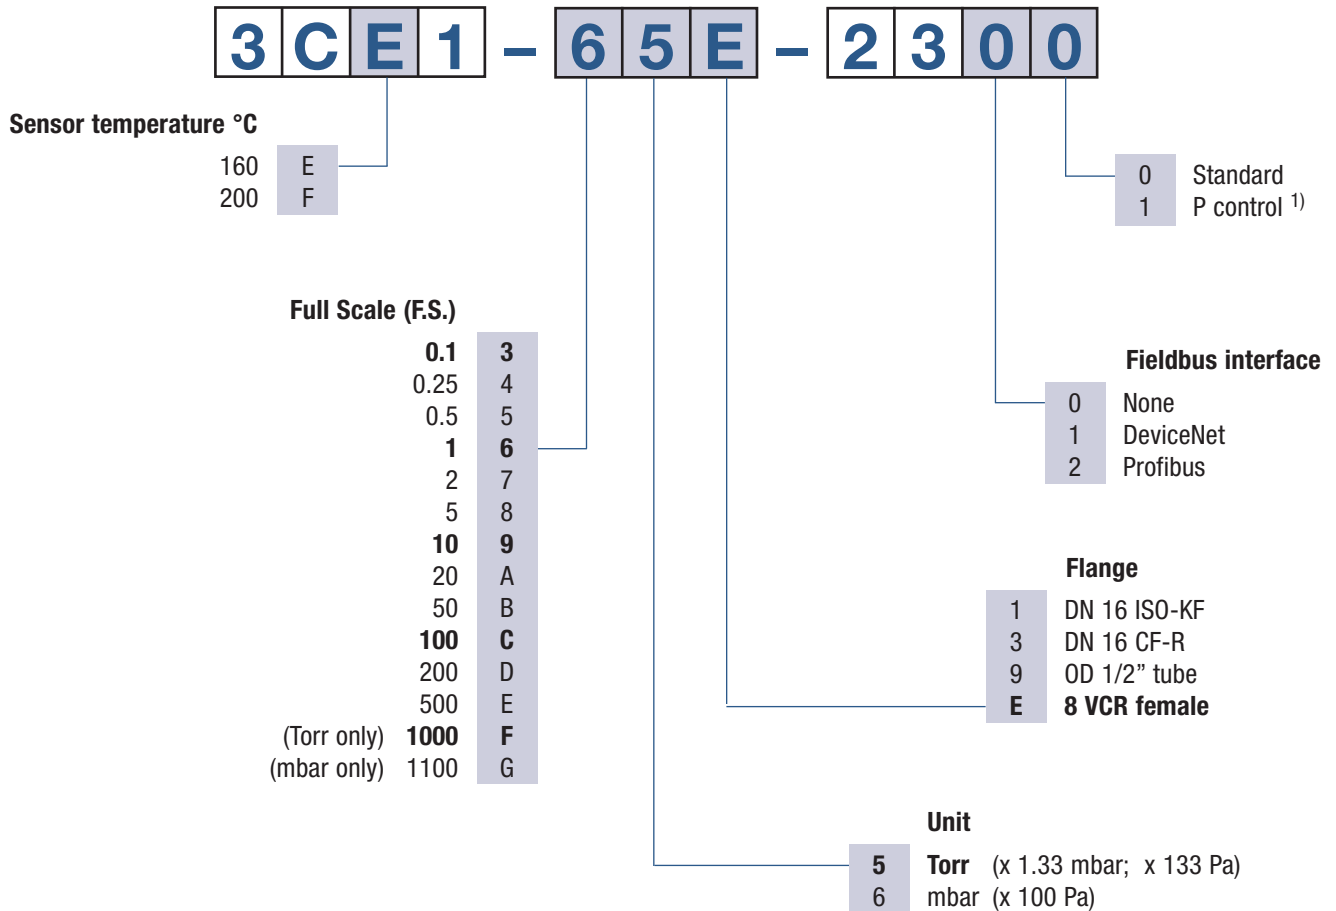 3CE1 – 65E – 2300
Sensor temperature °C
160 E
200 F
0 Standard
1 P control 1)
Full Scale (F.S.)
0.1 3
0.25 4
0.5 5
1 6
2 7
5 8
10 9
20 A
50 B
100 C
200 D
500 E
(Torr only) 1000 F
(mbar only) 1100 G
Fieldbus interface
0 None
1 DeviceNet
2 Profibus
Flange
1 DN 16 ISO-KF
3 DN 16 CF-R
9 OD 1/2” tube
E 8 VCR female
Unit
5 Torr (x 1.33 mbar; x 133 Pa)
6 mbar (x 100 Pa)